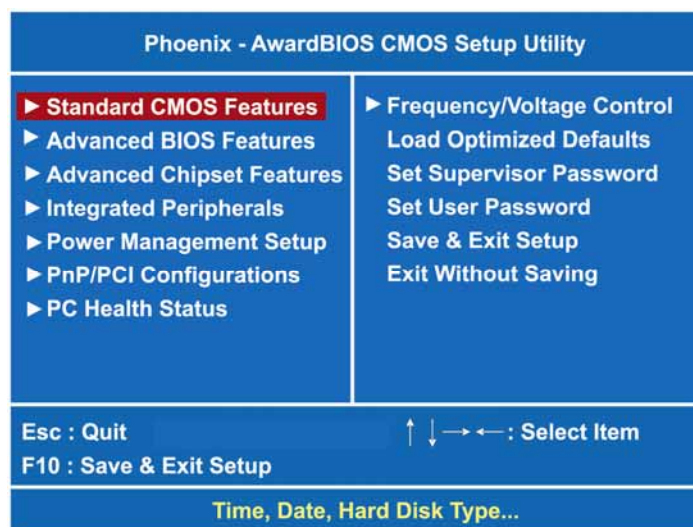 Phoenix - AwardBIOS CMOS Setup Utility
► Standard CMOS Features
► Advanced BIOS Features
► Advanced Chipset Features
► Integrated Peripherals
► Power Management Setup
► PnP/PCI Configurations
► PC Health Status
► Frequency/Voltage Control
Load Optimized Defaults
Set Supervisor Password
Set User Password
Save & Exit Setup
Exit Without Saving
Esc : Quit
↑ ↓ → ← : Select Item
F10 : Save & Exit Setup
Time, Date, Hard Disk Type...